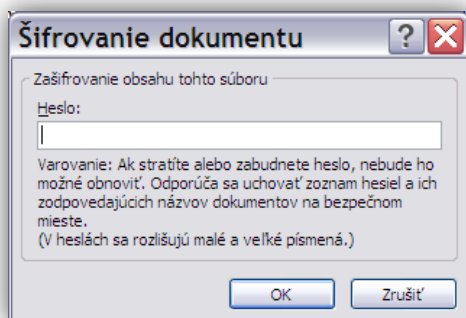 Šifrovanie dokumentu
Zašifrovanie obsahu tohto súboru
Heslo:
Varovanie: Ak stratíte alebo zabudnete heslo, nebude ho
možné obnoviť. Odporúča sa uchovať zoznam hesiel a ich
zodpovedajúcich názvov dokumentov na bezpečnom
mieste.
(V heslách sa rozlišujú malé a veľké písmená.)
OK Zrušiť